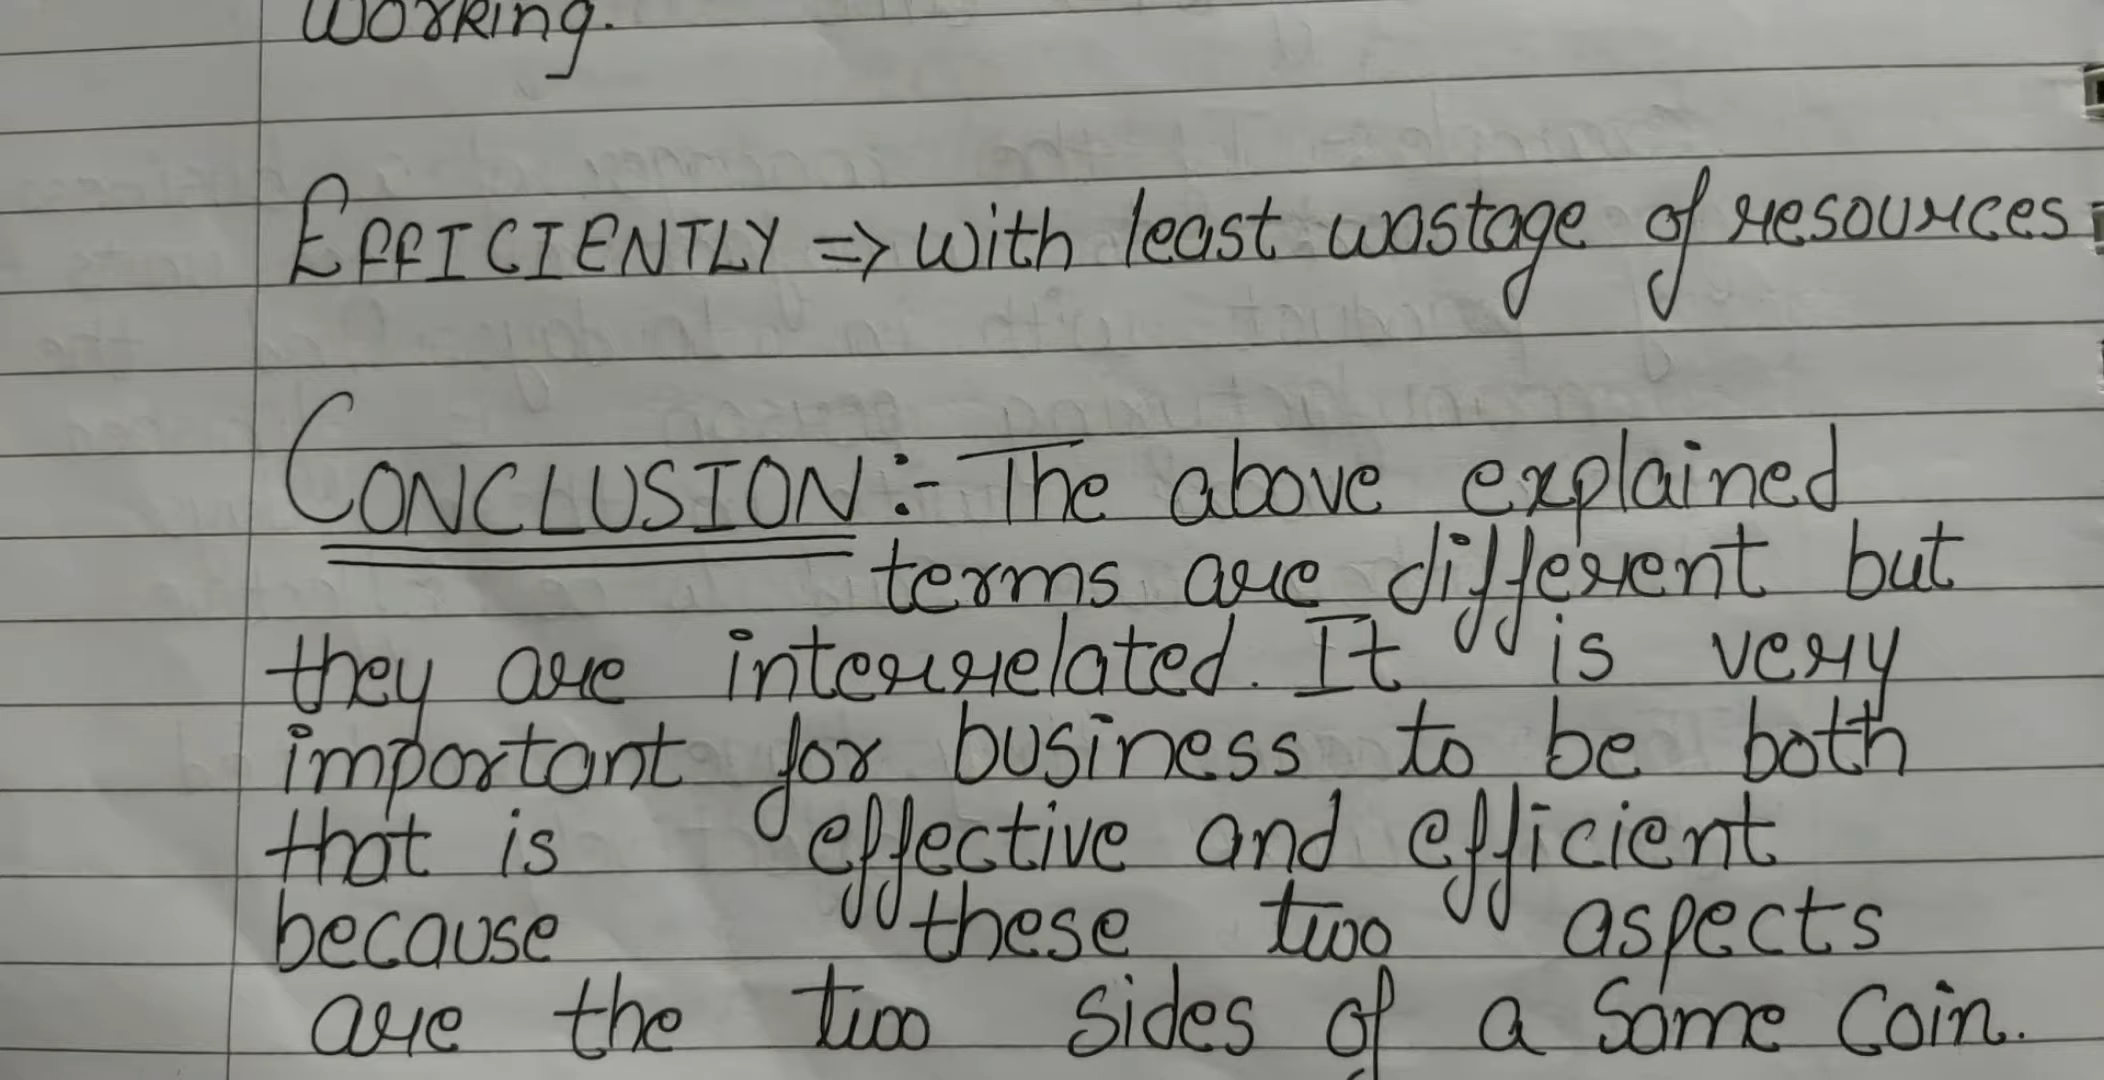 working.
EFFICIENTLY => with least wastage of resources
CONCLUSION :- The above explained
terms are different but
they are interrelated. It is very
important for business to be both
that is effective and efficient
because these two aspects
are the two sides of a Same Coin.